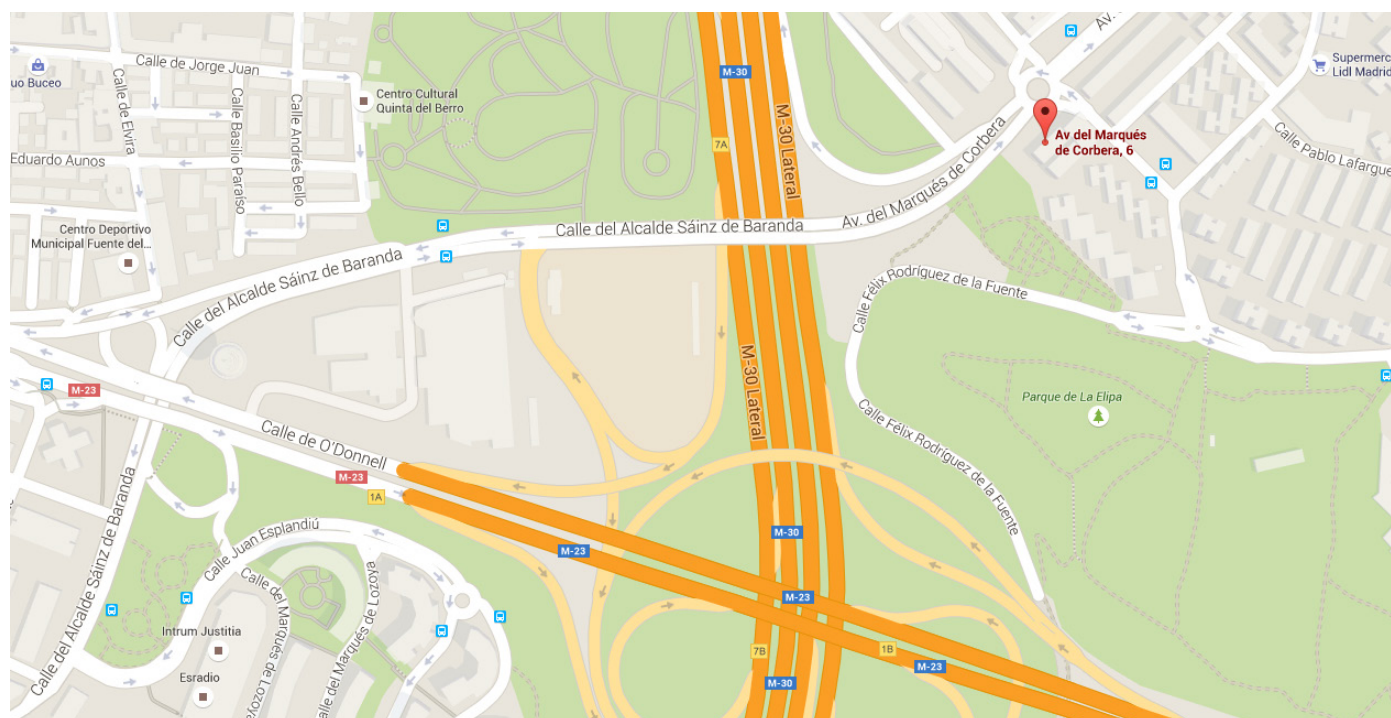 M-30
Av.
Supermerc
Lidl Madrid
Calle de Jorge Juan
uo Buceo
Centro Cultural
Quinta del Berro
Calle de Elvira
Calle Basilio Paraíso
Calle Andrés Bello
M-30 Lateral
7A
Av del Marqués
de Corbera, 6
Calle Pablo Lafargue
Eduardo Aunos
Av. del Marqués de Corbera
Calle del Alcalde Sáinz de Baranda
Centro Deportivo
Municipal Fuente del...
Calle del Alcalde Sáinz de Baranda
Calle Félix Rodríguez de la Fuente
M-30 Lateral
M-23
Parque de La Elipa
Calle Félix Rodríguez de la Fuente
Calle de O'Donnell
M-23
1A
Calle del Alcalde Sáinz de Baranda
Calle Juan Esplandiú
M-30
M-23
M-23
Calle del Marqués de Lozoya
Calle del Marqués de Lozoya
Intrum Justitia
7B
1B
M-23
Esradio
M-30